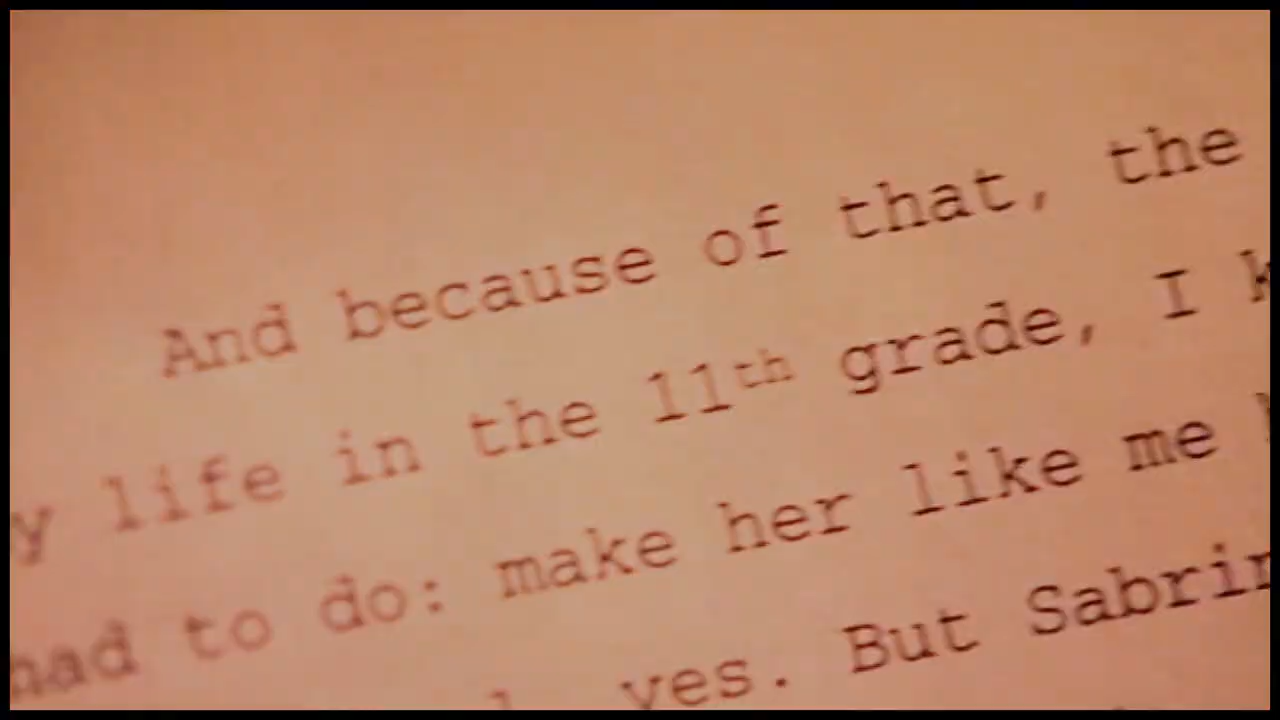 And because of that, the
life in the 11th grade, I
had to do: make her like me
yes. But